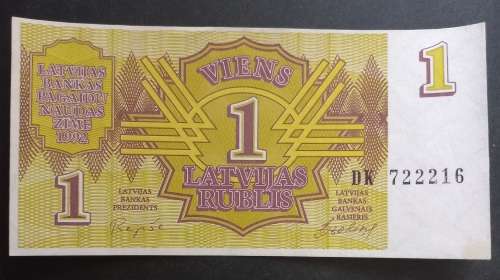 LATVIJAS
BANKAS
PAGAIDU
NAUDAS
ZĪME
1992
VIENS
1
1
LATVIJAS
RUBLIS
1
DK 722216
LATVIJAS
BANKAS
PREZIDENTS
LATVIJAS
BANKAS
GALVENAIS
KASIERIS